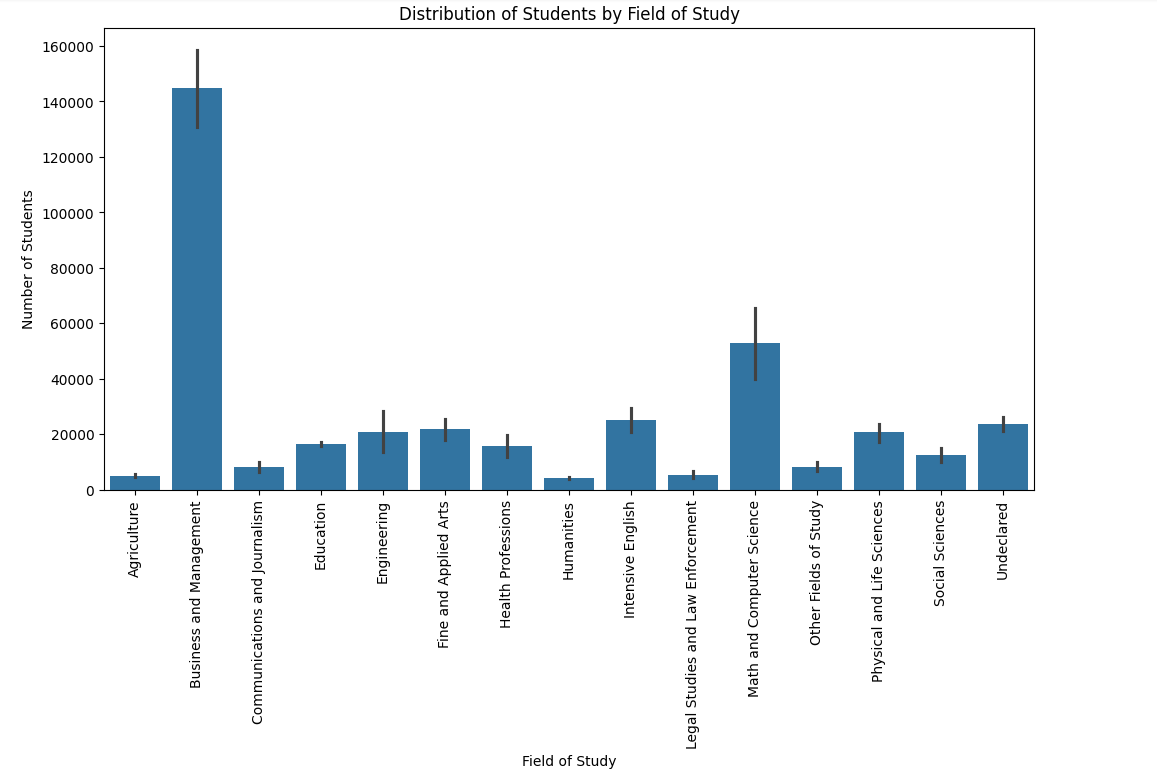 Distribution of Students by Field of Study
Number of Students
160000
140000
120000
100000
80000
60000
40000
20000
0
Agriculture
Business and Management
Communications and Journalism
Education
Engineering
Fine and Applied Arts
Health Professions
Humanities
Intensive English
Legal Studies and Law Enforcement
Math and Computer Science
Other Fields of Study
Physical and Life Sciences
Social Sciences
Undeclared
Field of Study